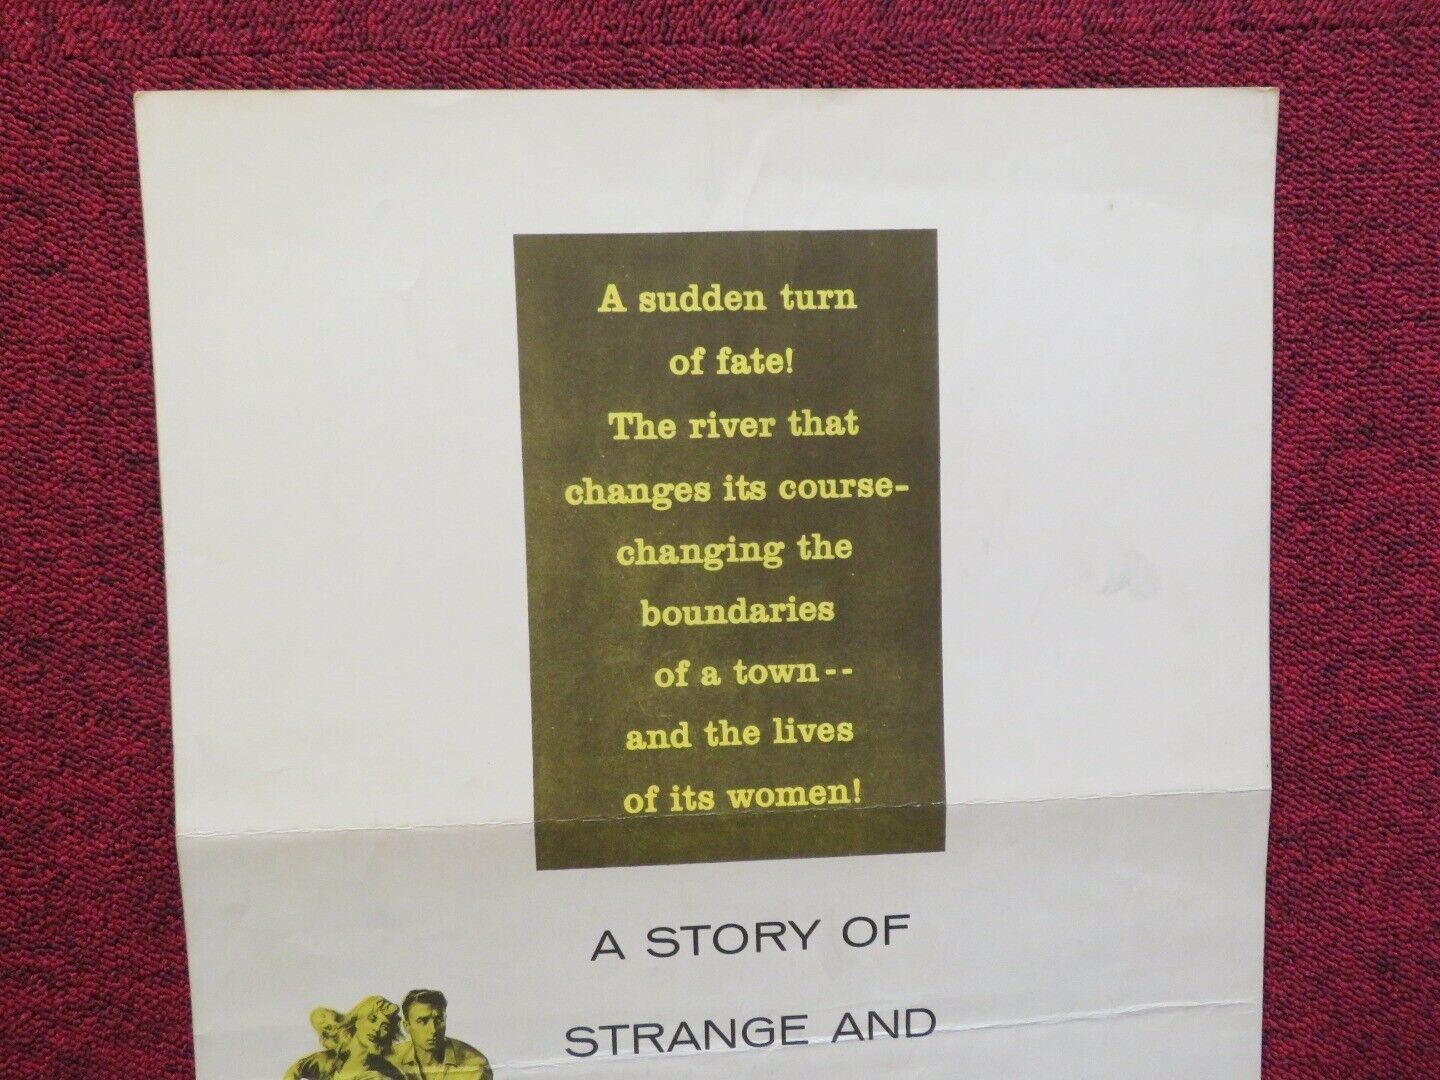 A sudden turn
of fate!
The river that
changes its course-
changing the
boundaries
of a town--
and the lives
of its women!
A STORY OF
STRANGE AND